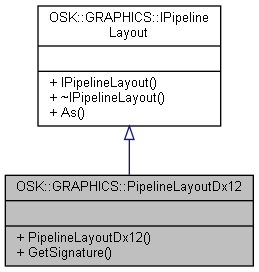 OSK::GRAPHICS::IPipeline
Layout
+ IPipelineLayout()
+ ~IPipelineLayout()
+ As()
OSK::GRAPHICS::PipelineLayoutDx12
+ PipelineLayoutDx12()
+ GetSignature()